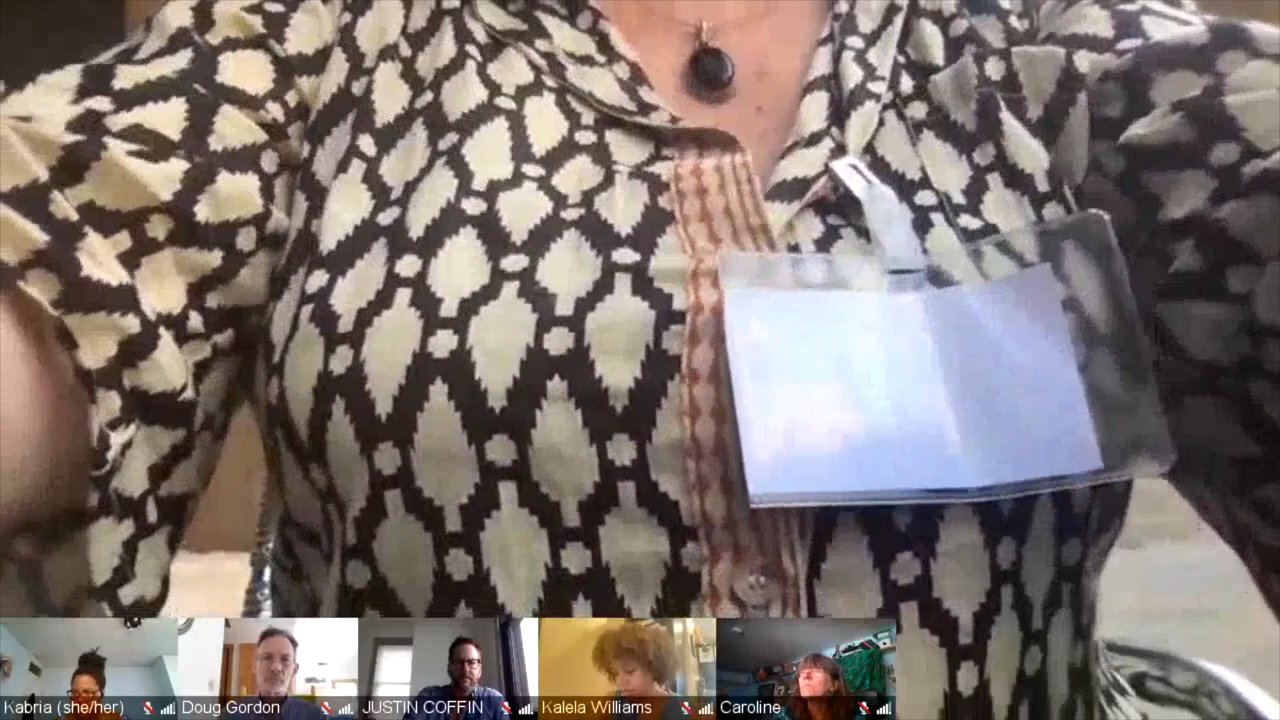 Kabria (she/her)
Doug Gordon
JUSTIN COFFIN
Kalela Williams
Caroline